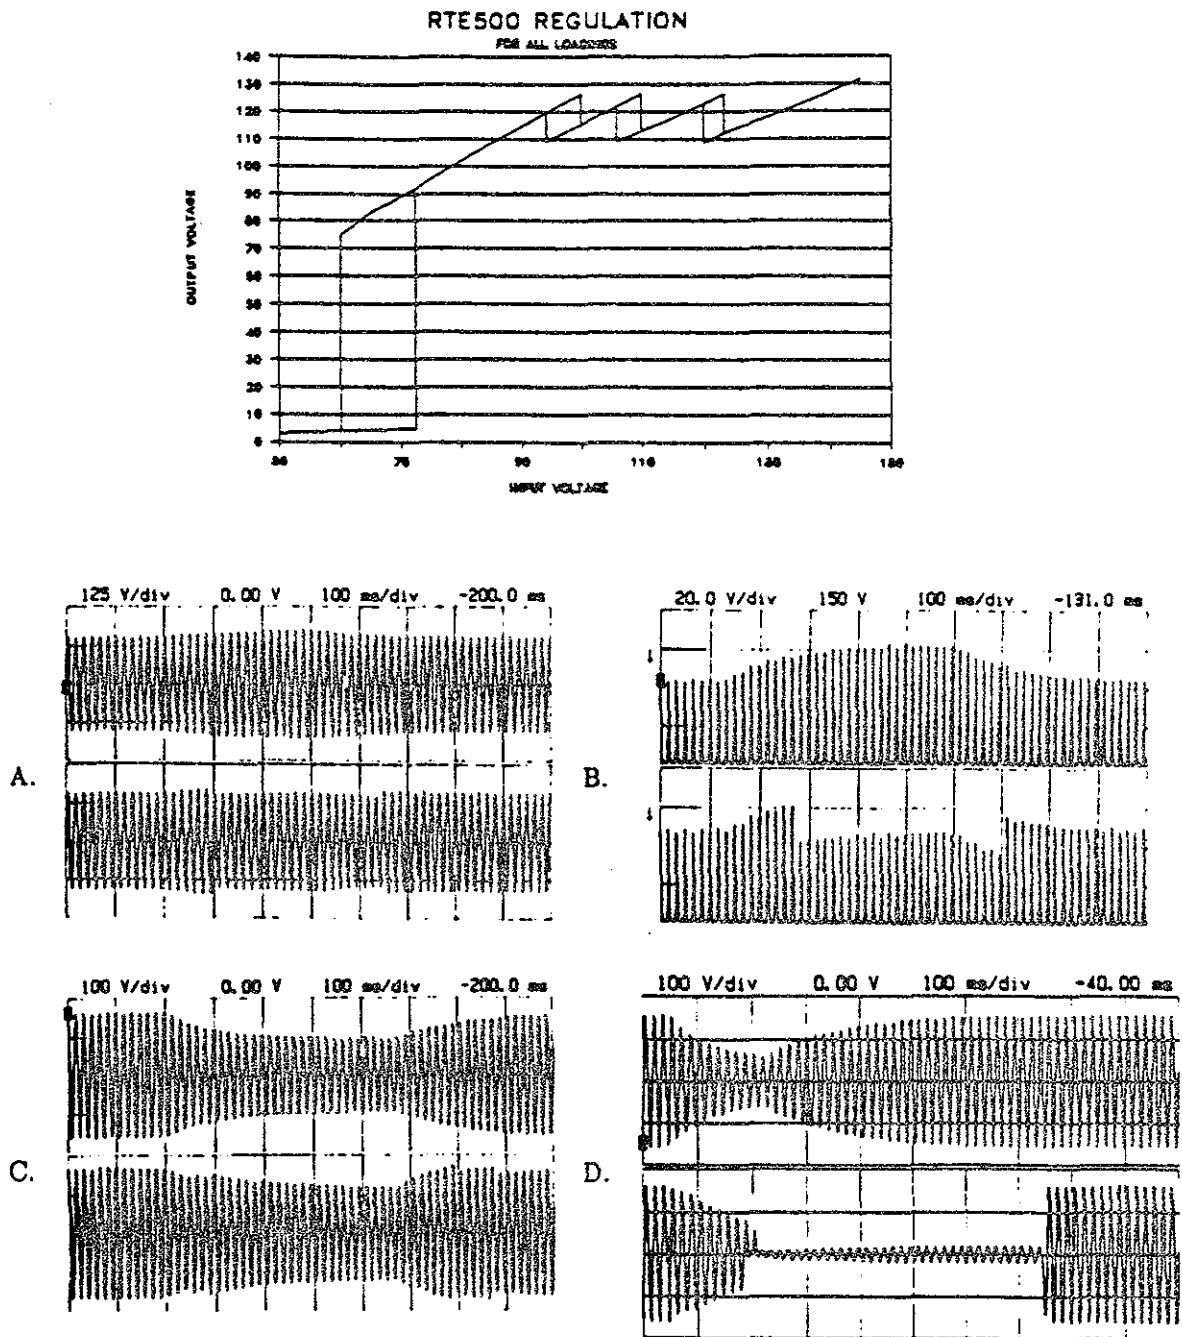 RTE500 REGULATION
FOR ALL LOADINGS
140
130
120
110
100
90
80
70
60
50
40
30
20
10
0
OUTPUT VOLTAGE
70 90 110 130
INPUT VOLTAGE
125 V/div 0.00 V 100 ms/div -200.0 ms
A.
20.0 V/div 150 V 100 ms/div -131.0 ms
B.
100 V/div 0.00 V 100 ms/div -200.0 ms
C.
100 V/div 0.00 V 100 ms/div -40.00 ms
D.